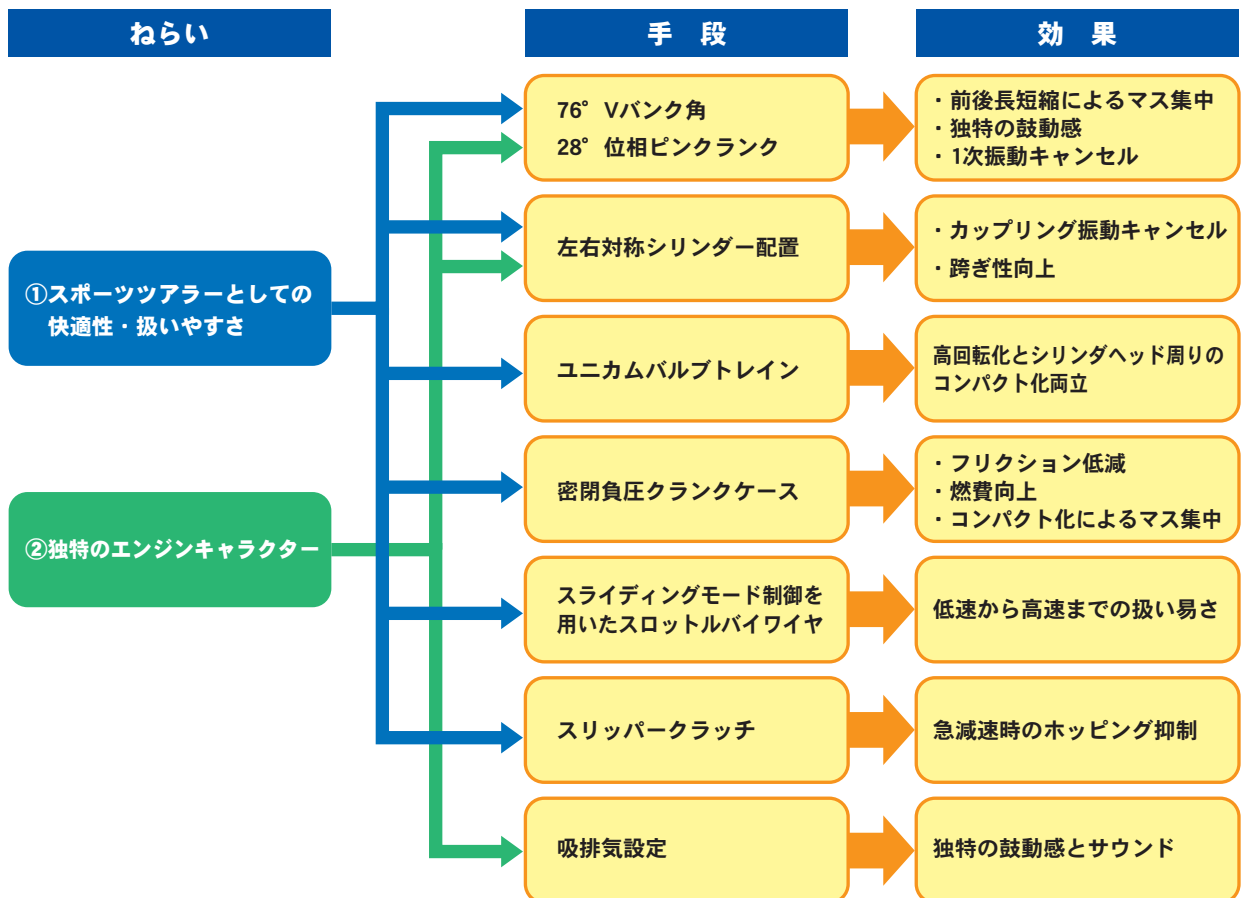 ねらい
手 段
効 果
①スポーツツアラーとしての
快適性・扱いやすさ
②独特のエンジンキャラクター
76° Vバンク角
28° 位相ピンクランク
・前後長短縮によるマス集中
・独特の鼓動感
・1次振動キャンセル
左右対称シリンダー配置
・カップリング振動キャンセル
・跨ぎ性向上
ユニカムバルブトレイン
高回転化とシリンダヘッド周りの
コンパクト化両立
密閉負圧クランクケース
・フリクション低減
・燃費向上
・コンパクト化によるマス集中
スライディングモード制御を
用いたスロットルバイワイヤ
低速から高速までの扱い易さ
スリッパークラッチ
急減速時のホッピング抑制
吸排気設定
独特の鼓動感とサウンド